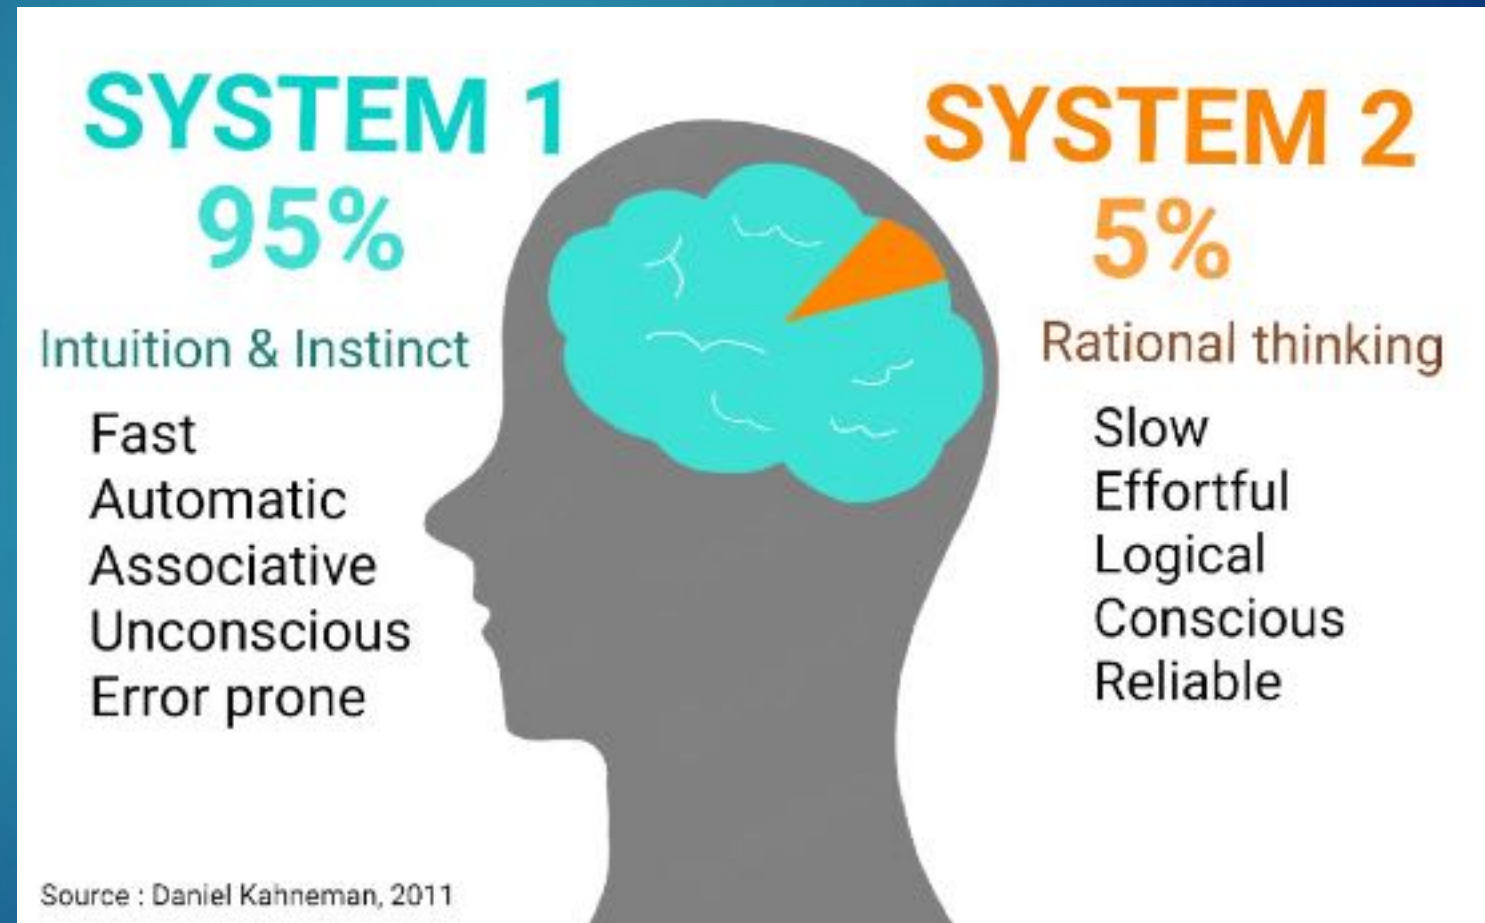 SYSTEM 1
95%
Intuition & Instinct
Fast
Automatic
Associative
Unconscious
Error prone
SYSTEM 2
5%
Rational thinking
Slow
Effortful
Logical
Conscious
Reliable
Source : Daniel Kahneman, 2011